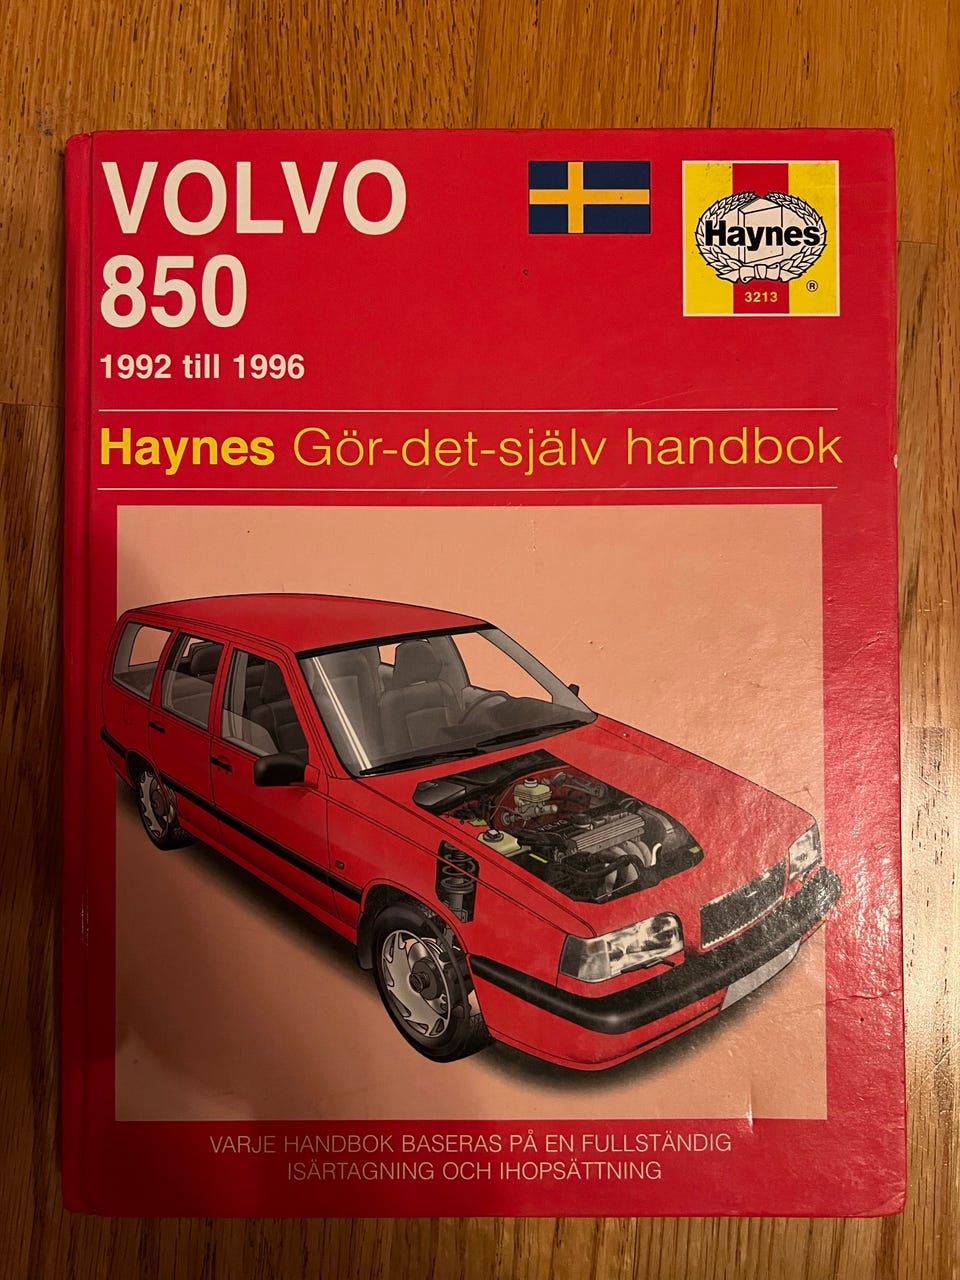 VOLVO
850
1992 till 1996
Haynes
®
3213
Haynes Gör-det-själv handbok
VOLVO
VARJE HANDBOK BASERAS PÅ EN FULLSTÄNDIG
ISÄRTAGNING OCH IHOPSÄTTNING